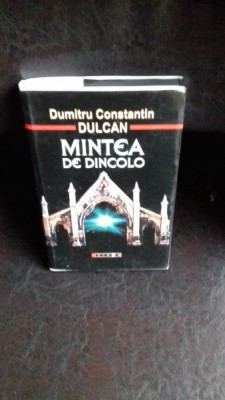 Dumitru Constantin
DULCAN
MINTEA
DE DINCOLO